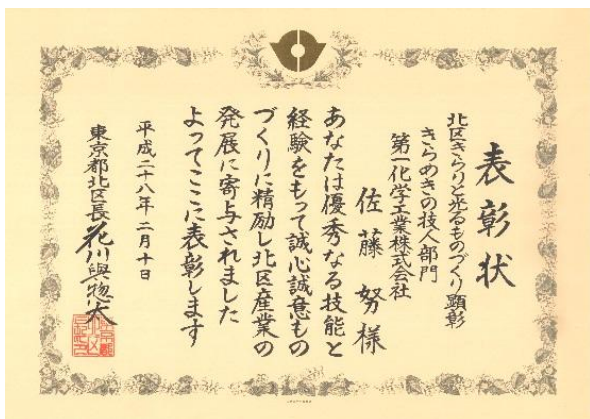 表彰状
北区きらりと光るものづくり顕彰
きらめきの技人部門
第一化学工業株式会社
佐藤努様
あなたは優秀なる技能と
経験をもって誠心誠意もの
づくりに精励し北区産業の
発展に寄与されました
よってここに表彰します
平成二十八年二月十日
東京都北区長 花川與惣太